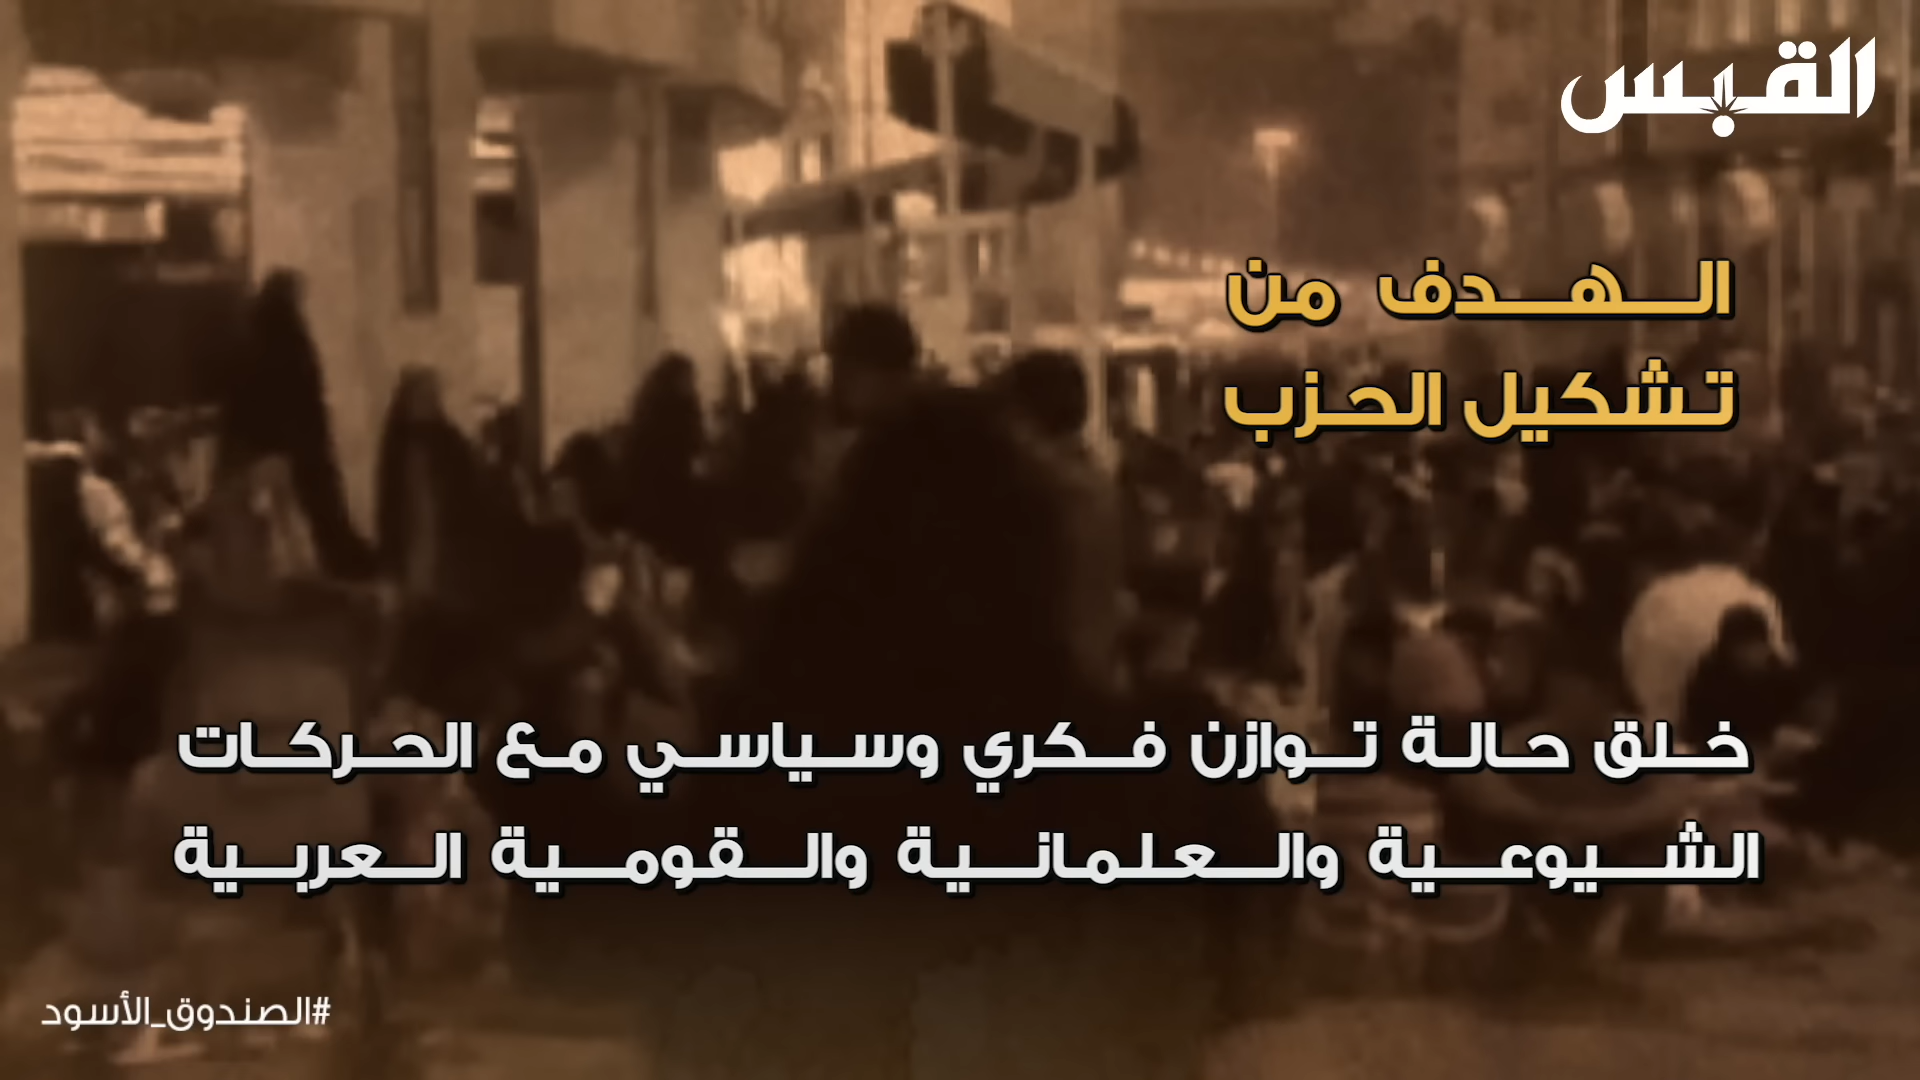 القبس
الهدف من
تشكيل الحزب
خلق حالة توازن فكري وسياسي مع الحركات
الشيوعية والعلمانية والقومية العربية
#الصندوق_الأسود